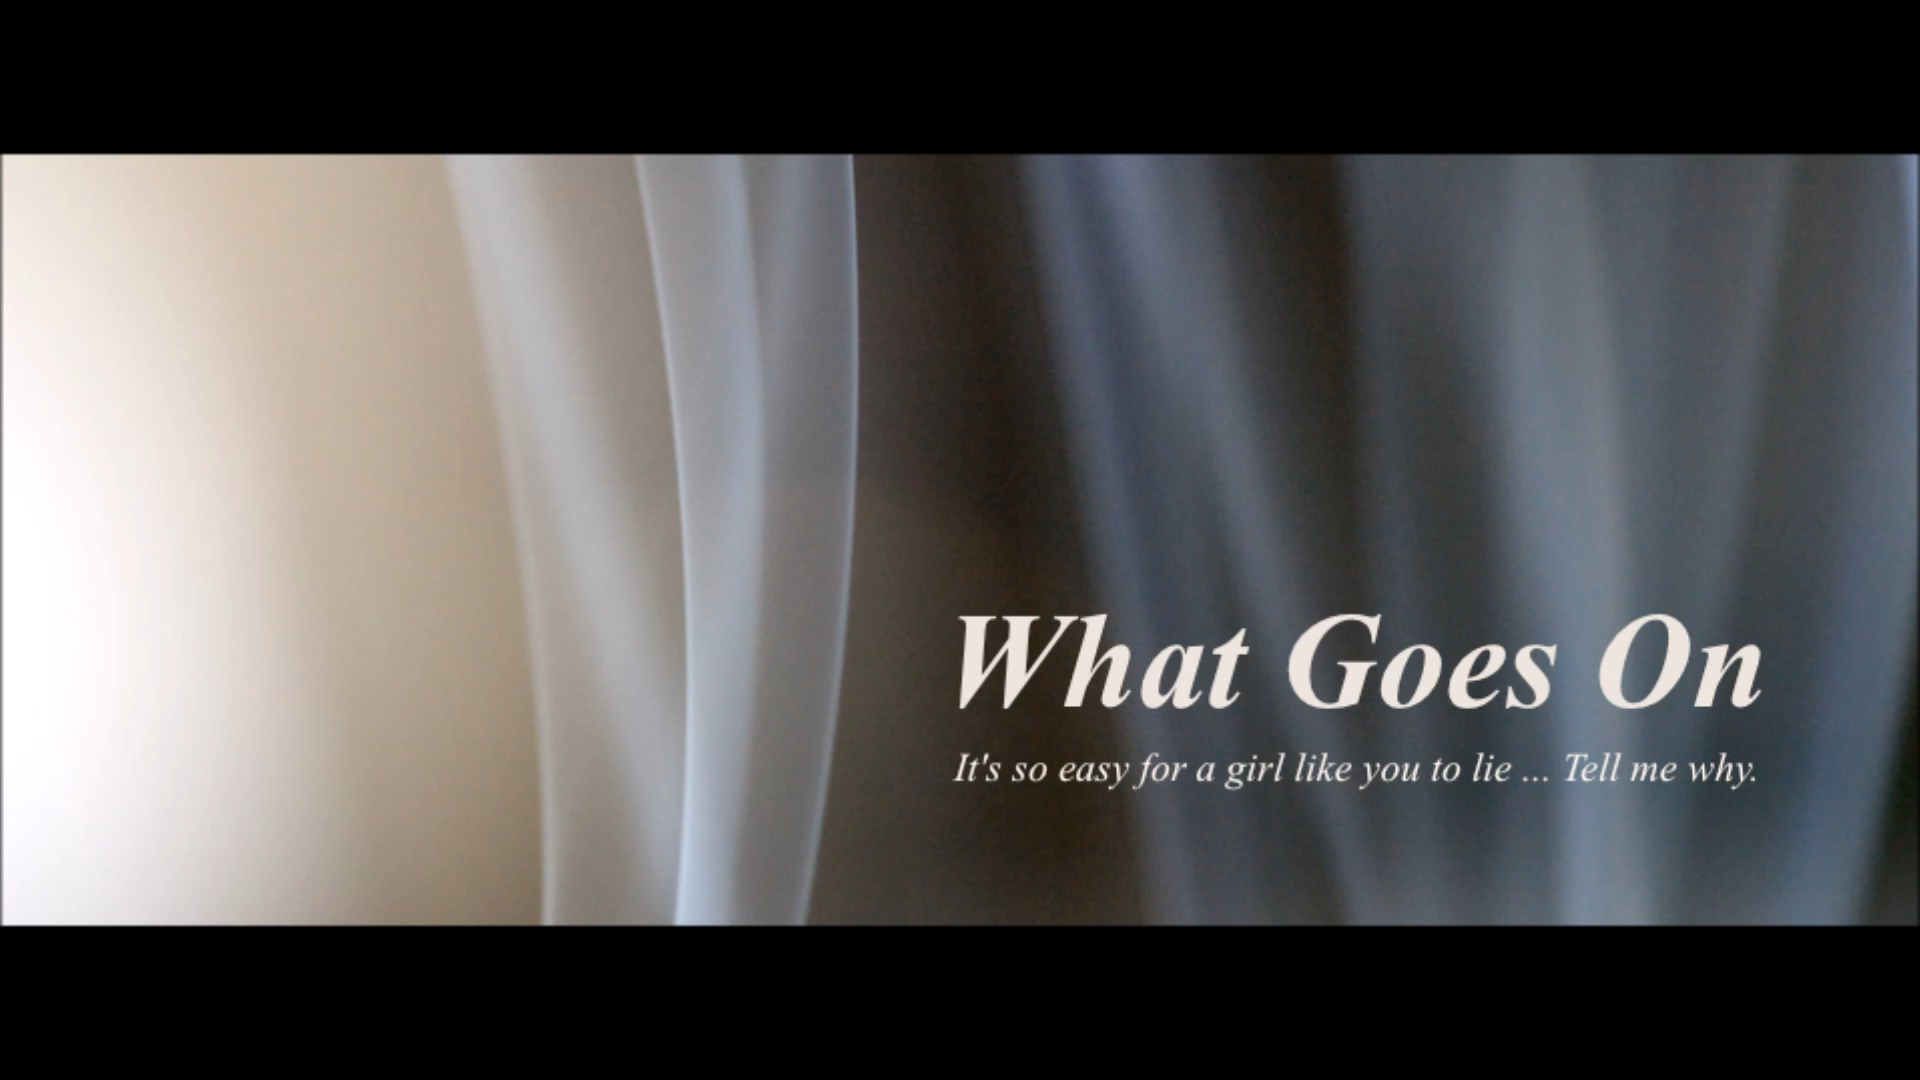 What Goes On
It's so easy for a girl like you to lie ... Tell me why.